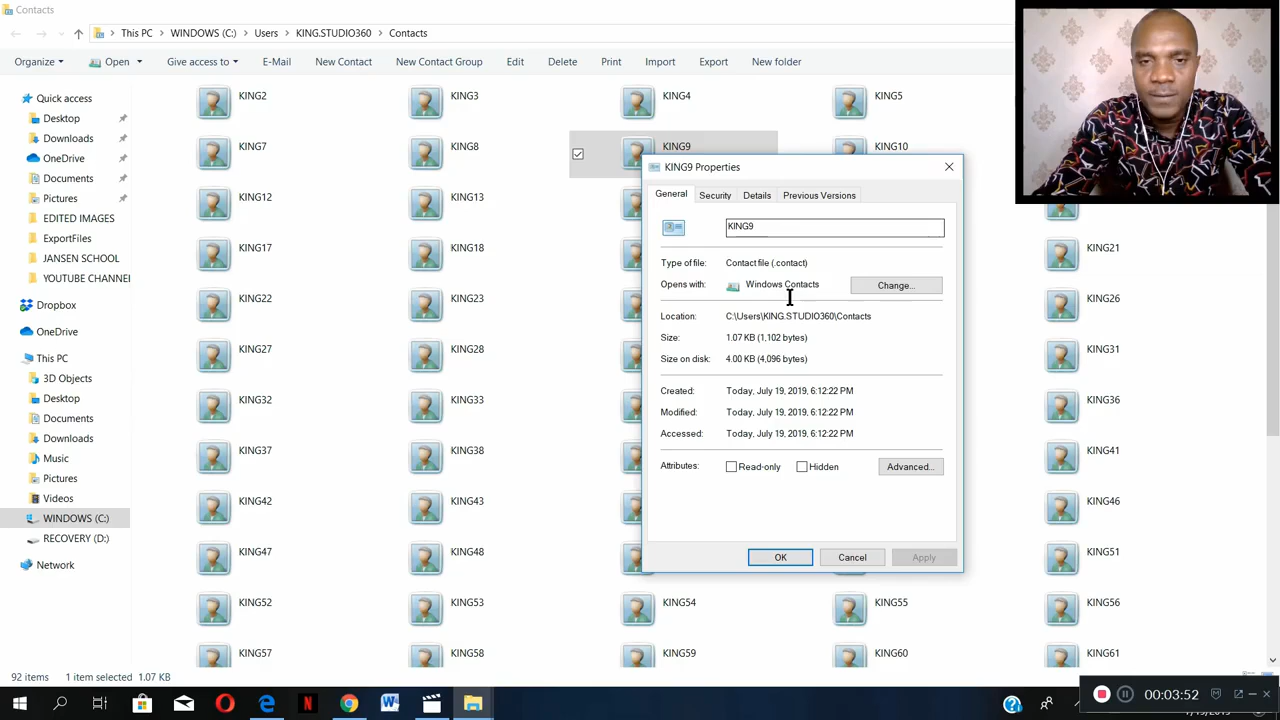 Contacts
This PC > WINDOWS (C:) > Users > KING.STUDIO360 > Contacts
Organize Open Give access to E-Mail New Contact New Contact Group Edit Delete Print Import Export New folder
Quick access
Desktop
Downloads
OneDrive
Documents
Pictures
EDITED IMAGES
ExportFiles
JANSEN SCHOOL
YOUTUBE CHANNE
Dropbox
OneDrive
This PC
3D Objects
Desktop
Documents
Downloads
Music
Pictures
Videos
WINDOWS (C:)
RECOVERY (D:)
Network
KING2 KING3 KING4 KING5
KING7 KING8 KING9 KING10
KING12 KING13
KING17 KING18 KING21
KING22 KING23 KING26
KING27 KING28 KING31
KING32 KING33 KING36
KING37 KING38 KING41
KING42 KING43 KING46
KING47 KING48 KING51
KING52 KING53 KING54 KING55 KING56
KING57 KING58 KING59 KING60 KING61
KING9 Properties
General Security Details Previous Versions
KING9
Type of file: Contact file (.contact)
Opens with: Windows Contacts Change...
Location: C:\Users\KING.STUDIO360\Contacts
Size: 1.07 KB (1,102 bytes)
Size on disk: 4.00 KB (4,096 bytes)
Created: Today, July 19, 2019, 6:12:22 PM
Modified: Today, July 19, 2019, 6:12:22 PM
Accessed: Today, July 19, 2019, 6:12:22 PM
Attributes: Read-only Hidden Advanced...
OK Cancel Apply
92 items 1 item selected 1.07 KB
00:03:52